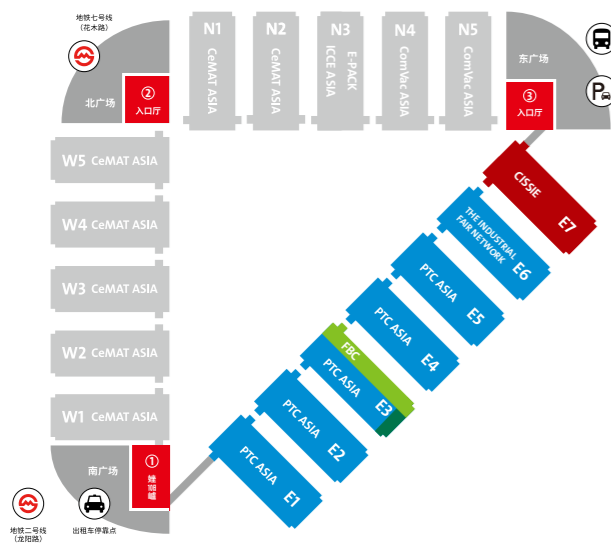 地铁七号线
(花木路)
北广场
②
入口厅
N1
CeMAT ASIA
N2
CeMAT ASIA
N3
E-PACK
ICCE ASIA
N4
ComVac ASIA
N5
ComVac ASIA
东广场
③
入口厅
P
W5 CeMAT ASIA
W4 CeMAT ASIA
W3 CeMAT ASIA
W2 CeMAT ASIA
W1 CeMAT ASIA
CISSIE
E7
THE INDUSTRIAL
FAIR NETWORK
E6
PTC ASIA
E5
PTC ASIA
E4
FBC
PTC ASIA
E3
PTC ASIA
E2
PTC ASIA
E1
南广场
①
地铁二号线
(龙阳路)
出租车停靠点